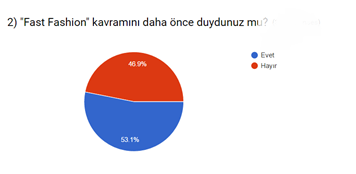 2) "Fast Fashion" kavramını daha önce duydunuz mu?
46.9%
53.1%
Evet
Hayır